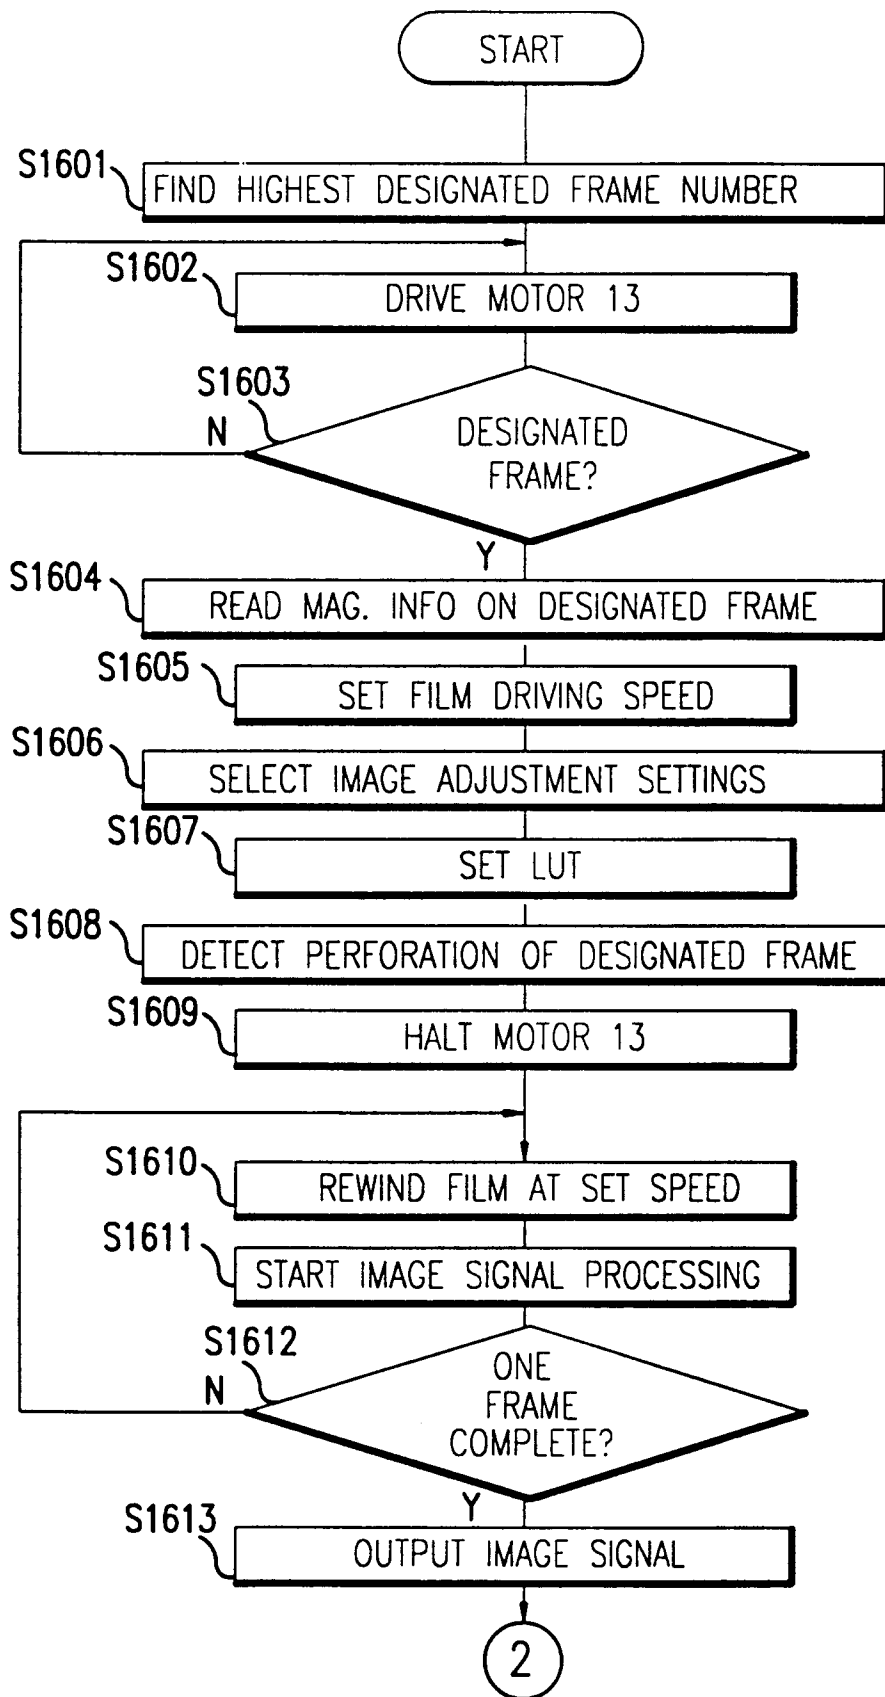 START
S1601
FIND HIGHEST DESIGNATED FRAME NUMBER
S1602
DRIVE MOTOR 13
S1603
N
DESIGNATED
FRAME?
Y
S1604
READ MAG. INFO ON DESIGNATED FRAME
S1605
SET FILM DRIVING SPEED
S1606
SELECT IMAGE ADJUSTMENT SETTINGS
S1607
SET LUT
S1608
DETECT PERFORATION OF DESIGNATED FRAME
S1609
HALT MOTOR 13
S1610
REWIND FILM AT SET SPEED
S1611
START IMAGE SIGNAL PROCESSING
S1612
N
ONE
FRAME
COMPLETE?
Y
S1613
OUTPUT IMAGE SIGNAL
2